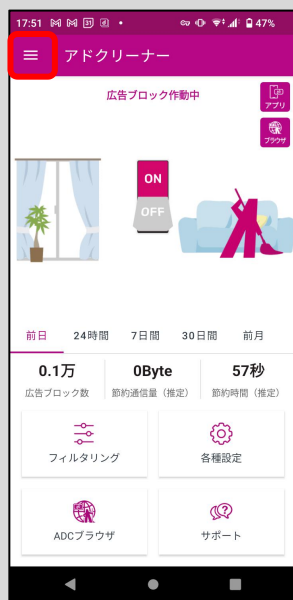 17:51 31 47%
アドクリーナー
広告ブロック作動中
アプリ
ブラウザ
ON
OFF
前日 24時間 7日間 30日間 前月
0.1万 0Byte 57秒
広告ブロック数 節約通信量（推定） 節約時間（推定）
フィルタリング 各種設定
ADCブラウザ サポート